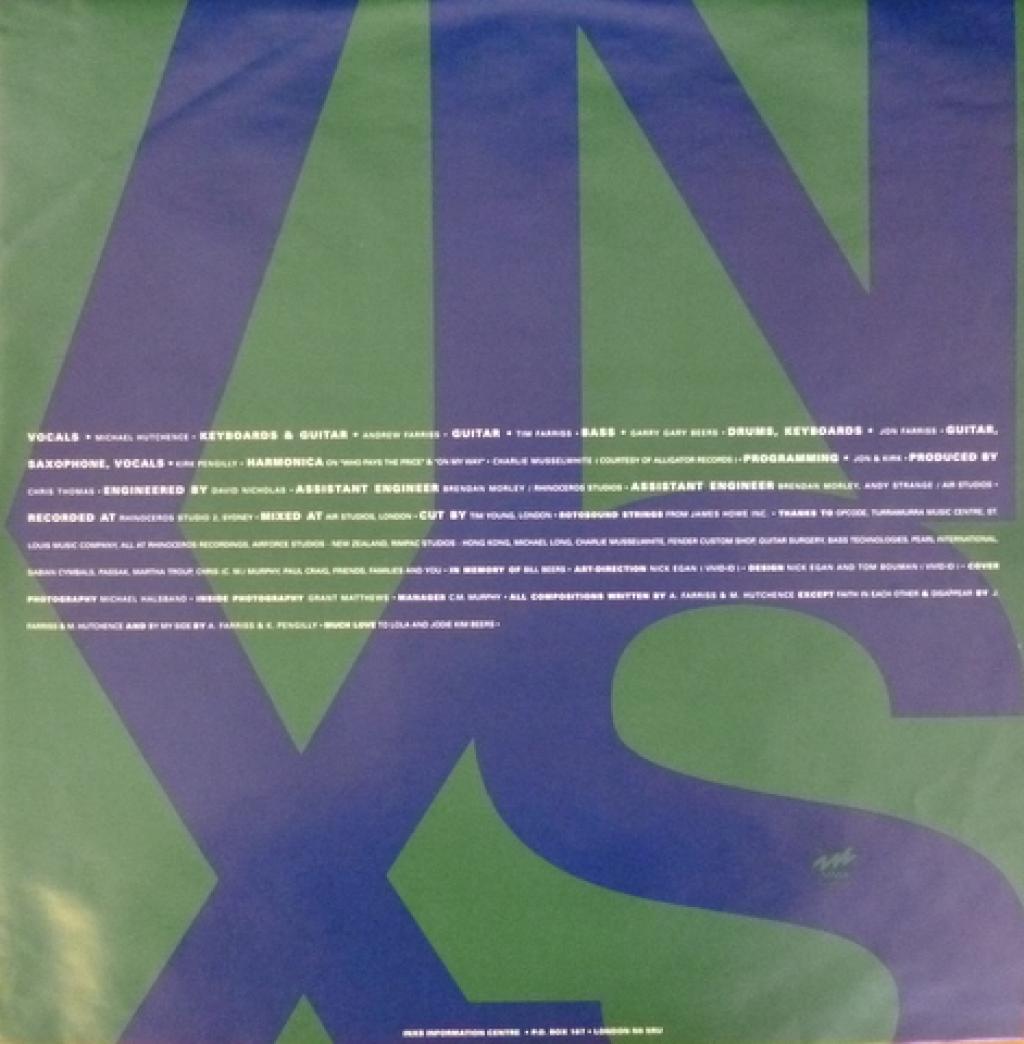 INXS
VOCALS • MICHAEL HUTCHENCE • KEYBOARDS & GUITAR • ANDREW FARRISS • GUITAR • TIM FARRISS • BASS • GARRY GARY BEERS • DRUMS, KEYBOARDS • JON FARRISS • GUITAR,
SAXOPHONE, VOCALS • KIRK PENGILLY • HARMONICA ON "WHO PAYS THE PRICE" & "ON MY WAY" • CHARLIE MUSSELWHITE ( COURTESY OF ALLIGATOR RECORDS ) • PROGRAMMING • JON & KIRK • PRODUCED BY
CHRIS THOMAS • ENGINEERED BY DAVID NICHOLAS • ASSISTANT ENGINEER BRENDAN MORLEY / RHINOCEROS STUDIOS • ASSISTANT ENGINEER BRENDAN MORLEY, ANDY STRANGE / AIR STUDIOS •
RECORDED AT RHINOCEROS STUDIO 2, SYDNEY • MIXED AT AIR STUDIOS, LONDON • CUT BY TIM YOUNG, LONDON • ROTOSOUND STRINGS FROM JAMES HOWE INC. • THANKS TO OPCODE, TURRAMURRA MUSIC CENTRE, ST.
LOUIS MUSIC COMPANY, ALL AT RHINOCEROS RECORDINGS, AIRFORCE STUDIOS - NEW ZEALAND, RIMPAC STUDIOS - HONG KONG, MICHAEL LONG, CHARLIE MUSSELWHITE, FENDER CUSTOM SHOP, GUITAR SURGERY, BASS TECHNOLOGIES, PEARL INTERNATIONAL,
SABIAN CYMBALS, PASSAK, MARTHA TROUP, CHRIS (C. M.) MURPHY, PAUL CRAIG, FRIENDS, FAMILIES AND YOU • IN MEMORY OF BILL BEERS • ART-DIRECTION NICK EGAN ( VIVID-ID ) • DESIGN NICK EGAN AND TOM BOUMAN ( VIVID-ID ) • COVER
PHOTOGRAPHY MICHAEL HALSBAND • INSIDE PHOTOGRAPHY GRANT MATTHEWS • MANAGER C.M. MURPHY • ALL COMPOSITIONS WRITTEN BY A. FARRISS & M. HUTCHENCE EXCEPT FAITH IN EACH OTHER & DISAPPEAR BY J.
FARRISS & M. HUTCHENCE AND BY MY SIDE BY A. FARRISS & K. PENGILLY • MUCH LOVE TO LOLA AND JODIE KIM BEERS •
INXS INFORMATION CENTRE • P.O. BOX 107 • LONDON N6 5RU